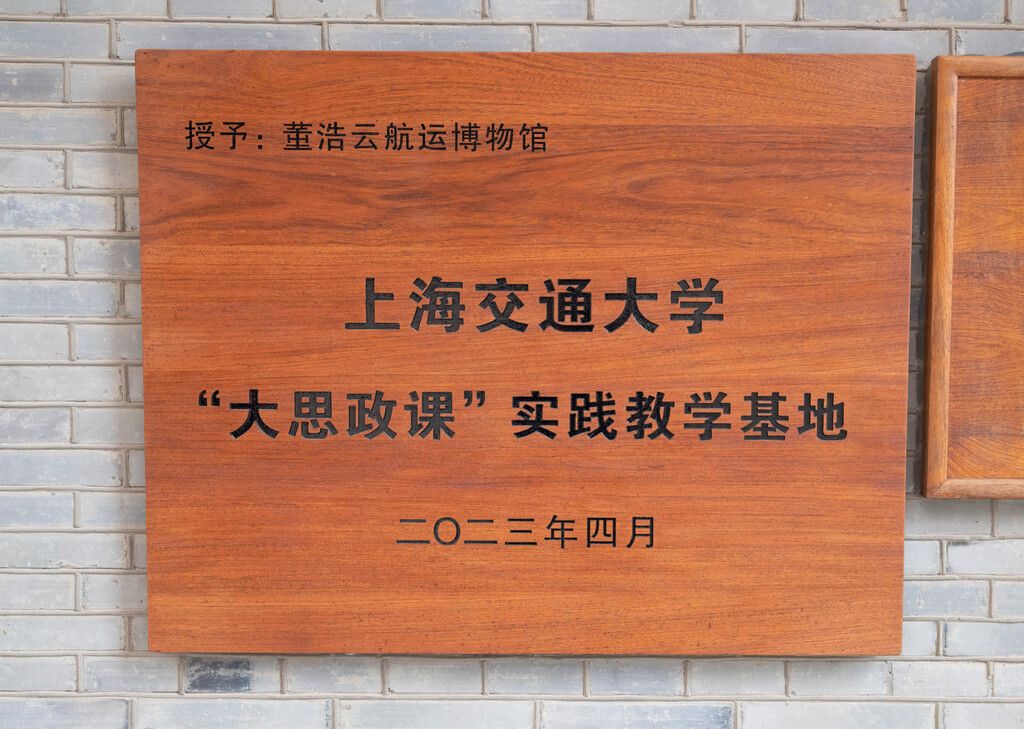 授予：董浩云航运博物馆
上海交通大学
“大思政课”实践教学基地
二〇二三年四月